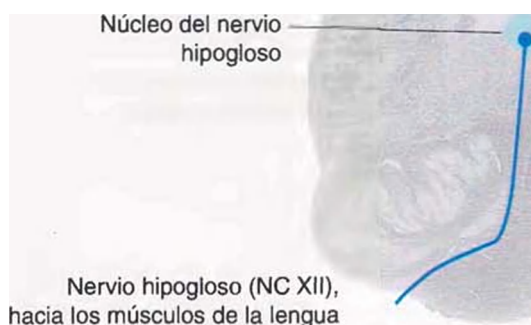 Núcleo del nervio
hipogloso
Nervio hipogloso (NC XII),
hacia los músculos de la lengua